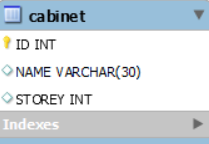 cabinet
ID INT
NAME VARCHAR(30)
STOREY INT
Indexes